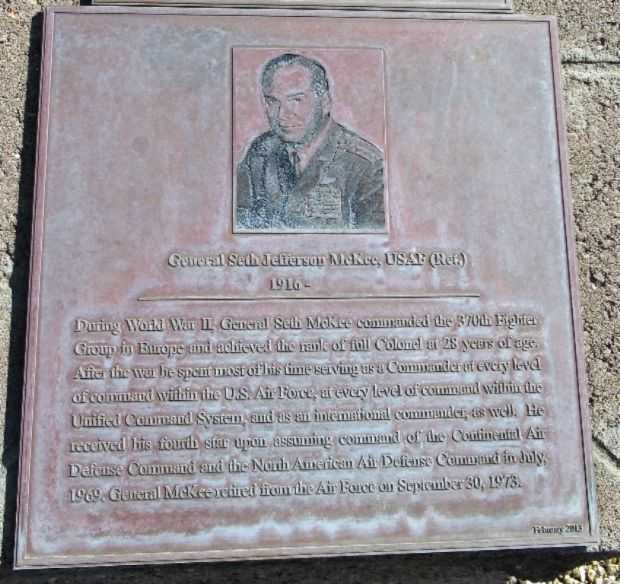 General Seth Jefferson McKee, USAF (Ret.)
1916 -
During World War II, General Seth McKee commanded the 370th Fighter
Group in Europe and achieved the rank of full Colonel at 28 years of age.
After the war he spent most of his time serving as a Commander at every level
of command within the U.S. Air Force, at every level of command within the
Unified Command System, and as an international commander, as well. He
received his fourth star upon assuming command of the Continental Air
Defense Command and the North American Air Defense Command in July,
1969. General McKee retired from the Air Force on September 30, 1973.
February 2013